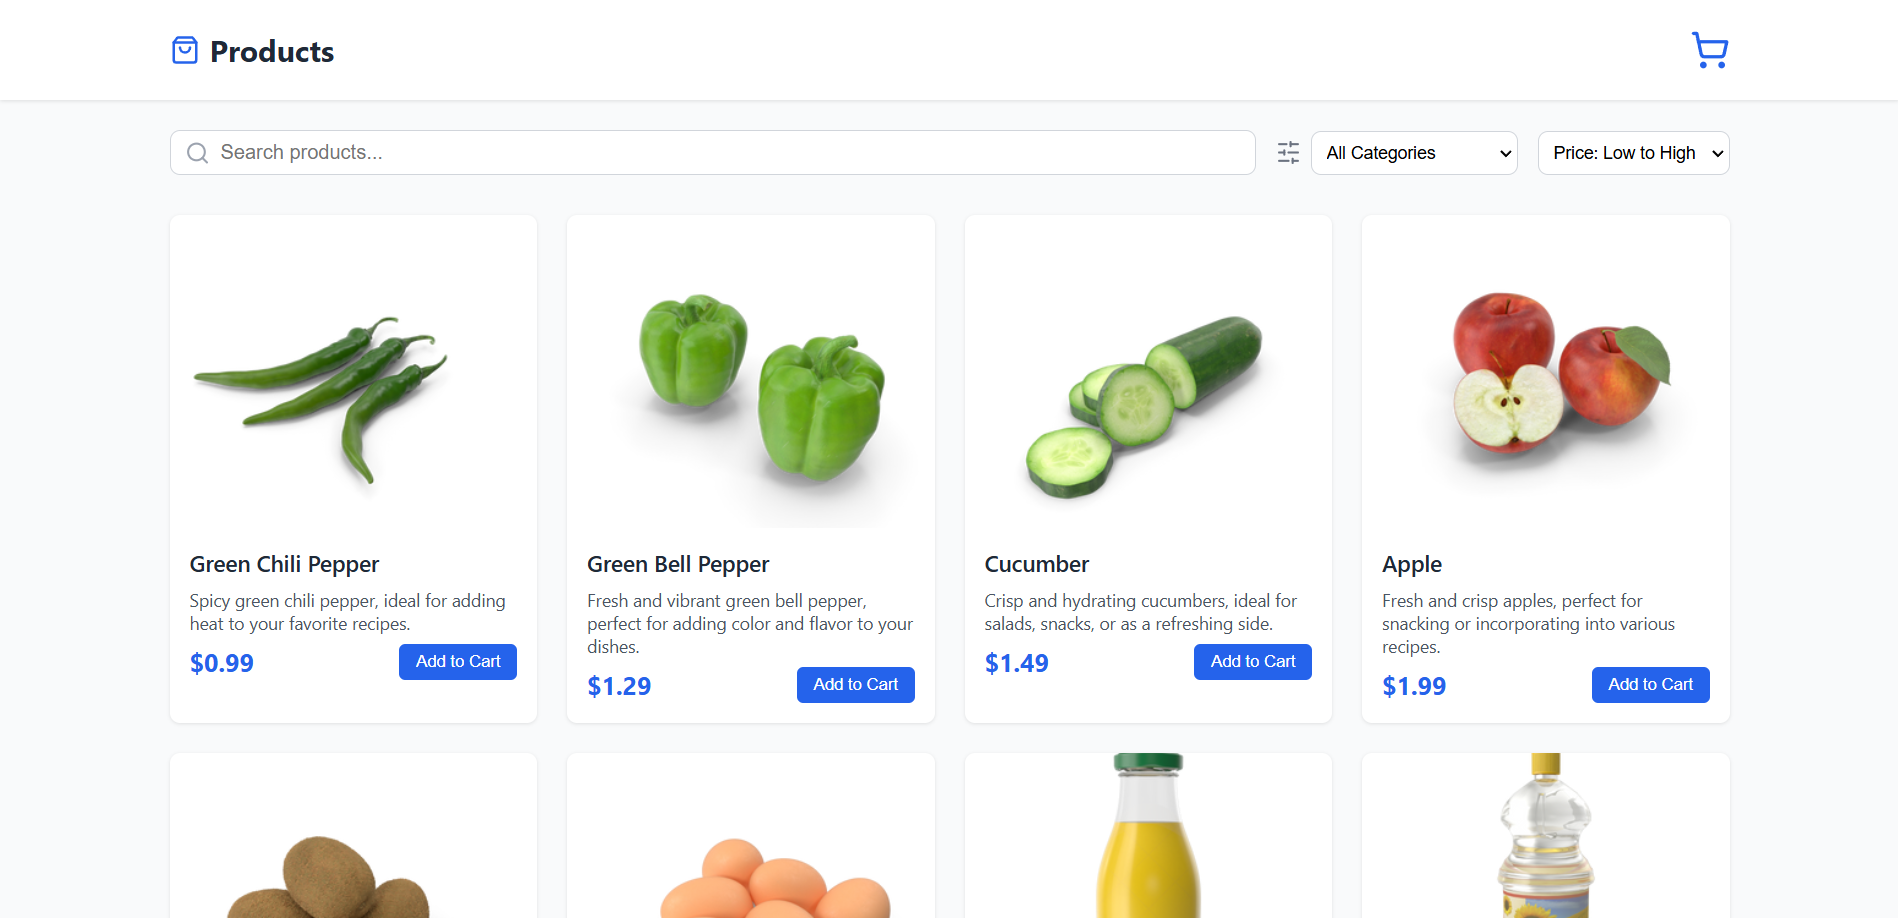 Products
Search products...
All Categories
Price: Low to High
Green Chili Pepper
Spicy green chili pepper, ideal for adding
heat to your favorite recipes.
$0.99
Add to Cart
Green Bell Pepper
Fresh and vibrant green bell pepper,
perfect for adding color and flavor to your
dishes.
$1.29
Add to Cart
Cucumber
Crisp and hydrating cucumbers, ideal for
salads, snacks, or as a refreshing side.
$1.49
Add to Cart
Apple
Fresh and crisp apples, perfect for
snacking or incorporating into various
recipes.
$1.99
Add to Cart